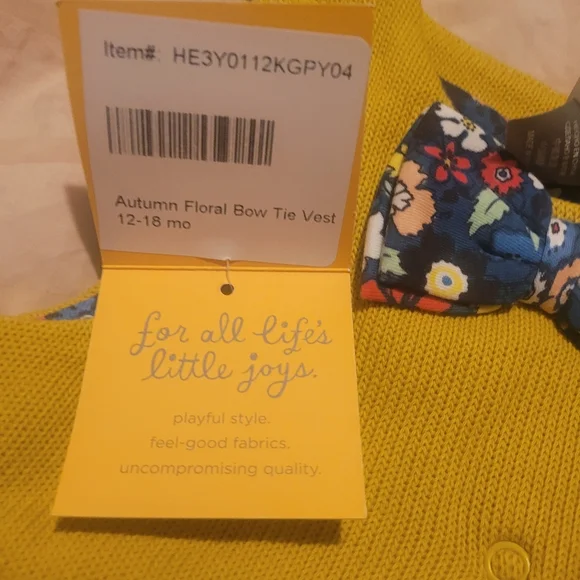 Item#: HE3Y0112KGPY04
Autumn Floral Bow Tie Vest
12-18 mo
for all life's
little joys.
playful style.
feel-good fabrics.
uncompromising quality.